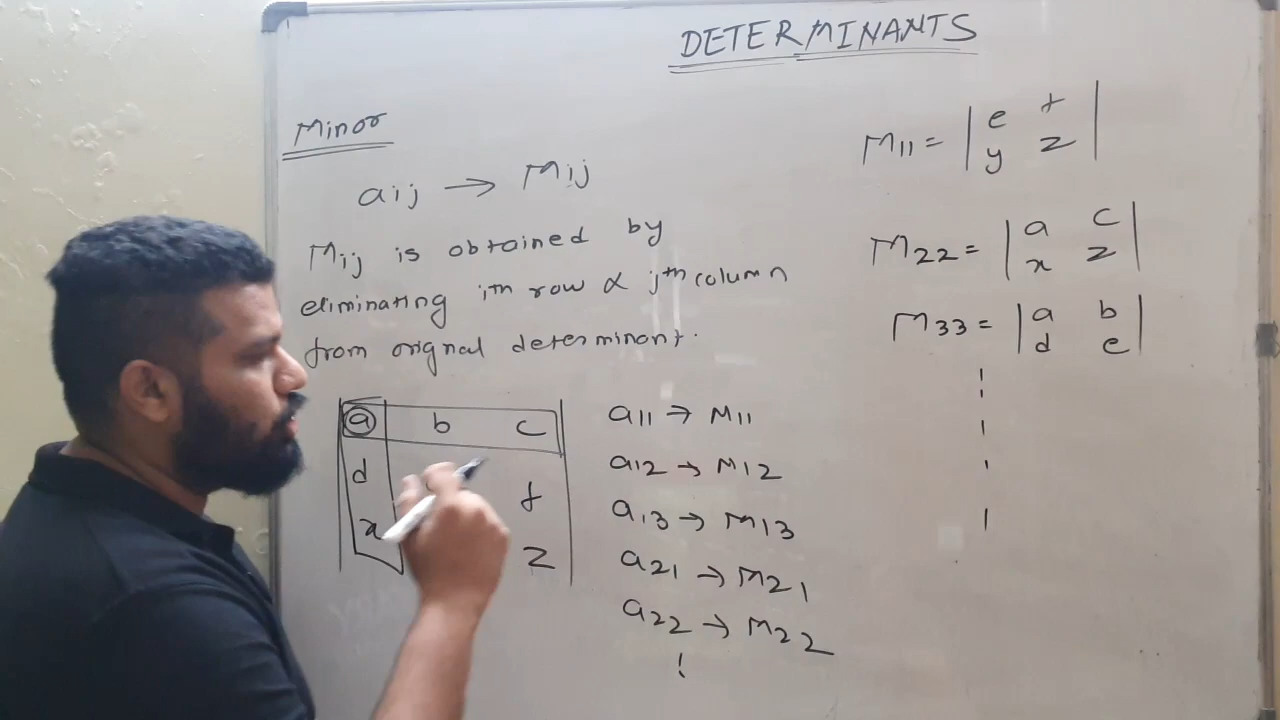 DETERMINANTS
Minor
aij → Mij
Mij is obtained by
eliminating ith row & jth column
from orignal determinant.
a b c
d f
x z
a11 → M11
a12 → M12
a13 → M13
a21 → M21
a22 → M22
M11 = | e f |
| y z |
M22 = | a c |
| x z |
M33 = | a b |
| d e |